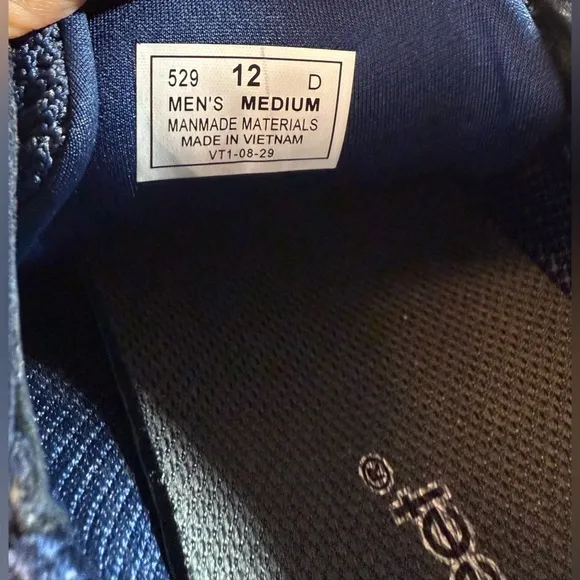 529 12 D
MEN'S MEDIUM
MANMADE MATERIALS
MADE IN VIETNAM
VT1-08-29